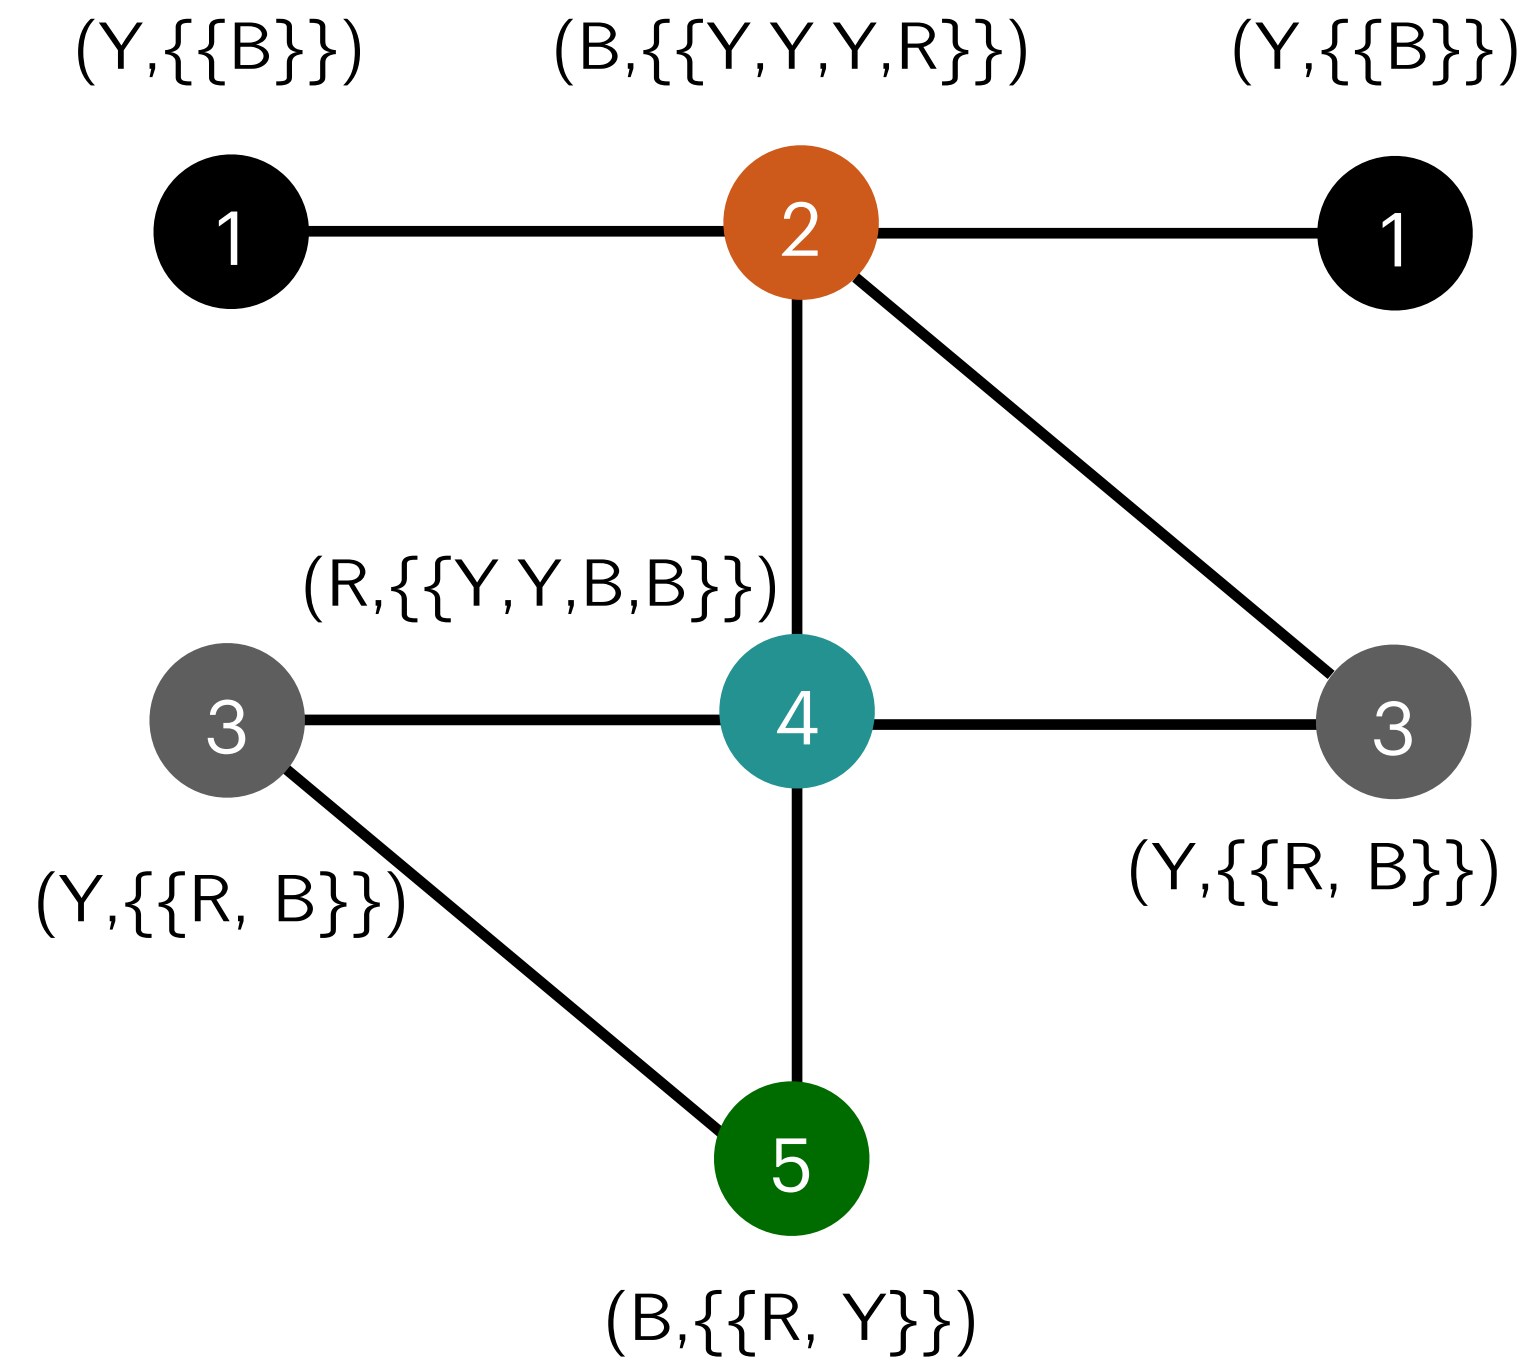 (Y,{{B}}) (B,{{Y,Y,Y,R}}) (Y,{{B}})
1 2 1
(R,{{Y,Y,B,B}})
3 4 3
(Y,{{R, B}}) (Y,{{R, B}})
5
(B,{{R, Y}})